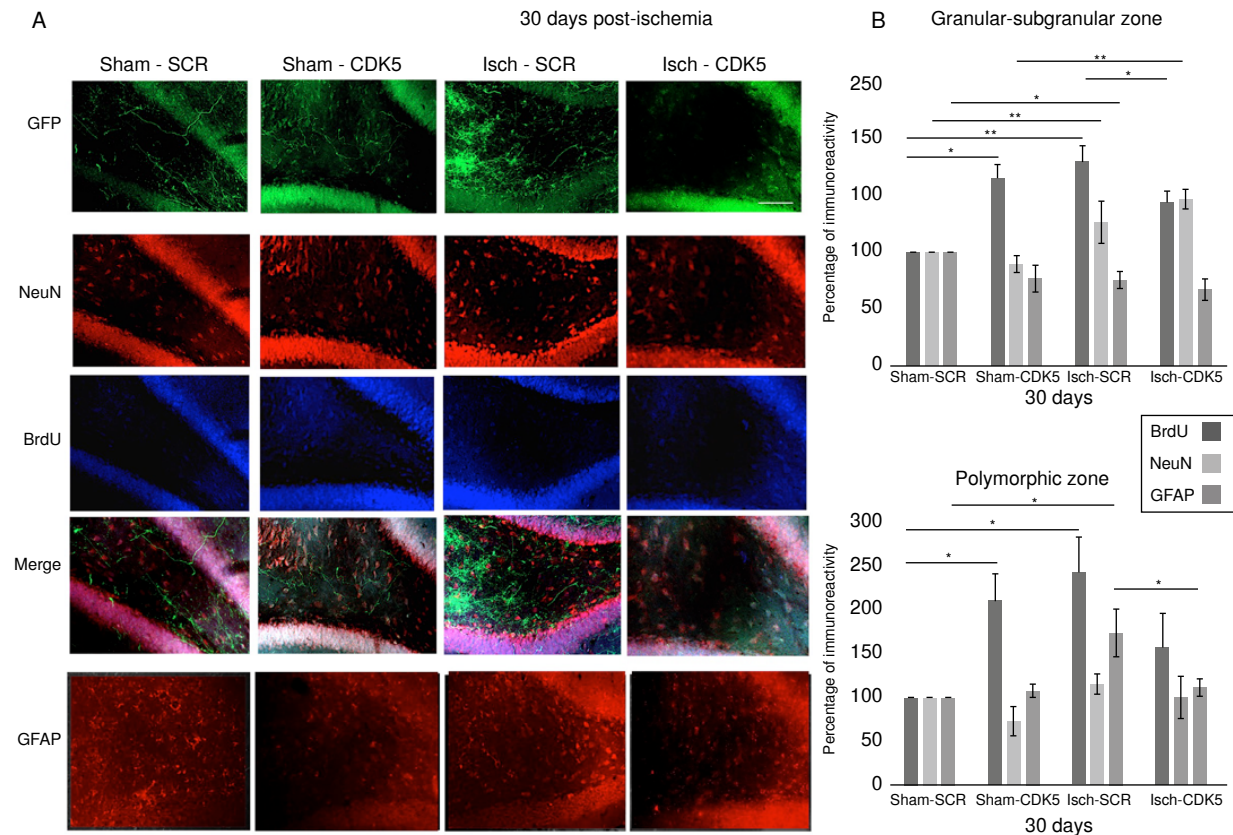 A
30 days post-ischemia
Sham - SCR
Sham - CDK5
Isch - SCR
Isch - CDK5
GFP
NeuN
BrdU
Merge
GFAP
B
Granular-subgranular zone
**
*
*
**
**
*
250
150
100
100
50
0
Percentage of immunoreactivity
Sham-SCR
Sham-CDK5
Isch-SCR
Isch-CDK5
30 days
BrdU
NeuN
GFAP
Polymorphic zone
*
*
*
*
300
250
200
150
100
50
0
Percentage of immunoreactivity
Sham-SCR
Sham-CDK5
Isch-SCR
Isch-CDK5
30 days